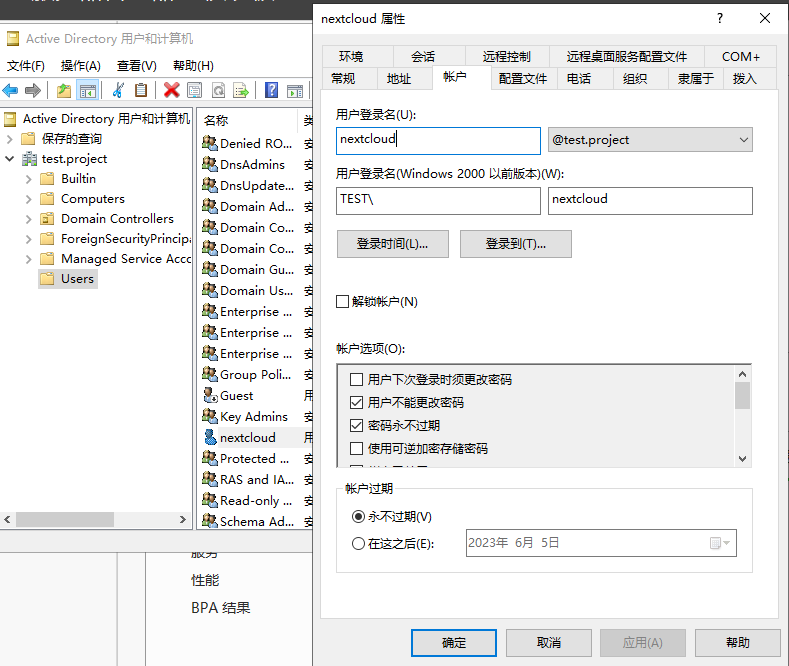 nextcloud 属性
Active Directory 用户和计算机
文件(F) 操作(A) 查看(V) 帮助(H)
Active Directory 用户和计算机
保存的查询
test.project
Builtin
Computers
Domain Controllers
ForeignSecurityPrincipa
Managed Service Acco
Users
名称
Denied RO...
DnsAdmins
DnsUpdate...
Domain Ad...
Domain Co...
Domain Co...
Domain Gu...
Domain Us...
Enterprise ...
Enterprise ...
Enterprise ...
Group Poli...
Guest
Key Admins
nextcloud
Protected ...
RAS and IA...
Read-only ...
Schema Ad...
服务
性能
BPA 结果
环境 会话 远程控制 远程桌面服务配置文件 COM+
常规 地址 帐户 配置文件 电话 组织 隶属于 拨入
用户登录名(U):
nextcloud @test.project
用户登录名(Windows 2000 以前版本)(W):
TEST\ nextcloud
登录时间(L)... 登录到(T)...
解锁帐户(N)
帐户选项(O):
用户下次登录时须更改密码
用户不能更改密码
密码永不过期
使用可逆加密存储密码
帐户过期
永不过期(V)
在这之后(E): 2023年 6月 5日
确定 取消 应用(A) 帮助